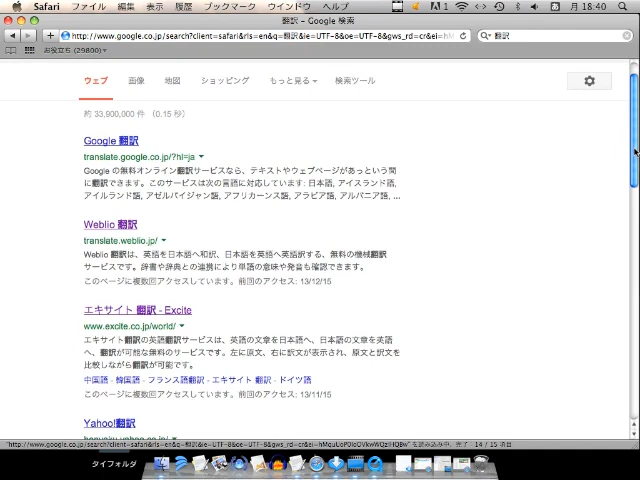 Safari ファイル 編集 表示 履歴 ブックマーク ウインドウ ヘルプ 月 18:40
翻訳 - Google 検索
翻訳
お役立ち (29800)
ウェブ 画像 地図 ショッピング もっと見る 検索ツール
約 33,900,000 件 (0.15 秒)
Google 翻訳
translate.google.co.jp/?hl=ja
Google の無料オンライン翻訳サービスなら、テキストやウェブページがあっという間
に翻訳できます。このサービスは次の言語に対応しています: 日本語, アイスランド語,
アイルランド語, アゼルバイジャン語, アフリカーンス語, アラビア語, アルバニア語, ...
Weblio 翻訳
translate.weblio.jp/
Weblio 翻訳は、英語を日本語へ和訳、日本語を英語へ英語訳する、無料の機械翻訳
サービスです。辞書や辞典との連携により単語の意味や発音も確認できます。
このページに複数回アクセスしています。前回のアクセス: 13/12/15
エキサイト 翻訳 - Excite
www.excite.co.jp/world/
エキサイト翻訳の英語翻訳サービスは、英語の文章を日本語へ、日本語の文章を英語
へ、翻訳が可能な無料のサービスです。左に原文、右に訳文が表示され、原文と訳文を
比較しながら翻訳が可能です。
中国語 - 韓国語 - フランス語翻訳 - エキサイト 翻訳 - ドイツ語
このページに複数回アクセスしています。前回のアクセス: 13/11/15
Yahoo!翻訳
タイフォルダ